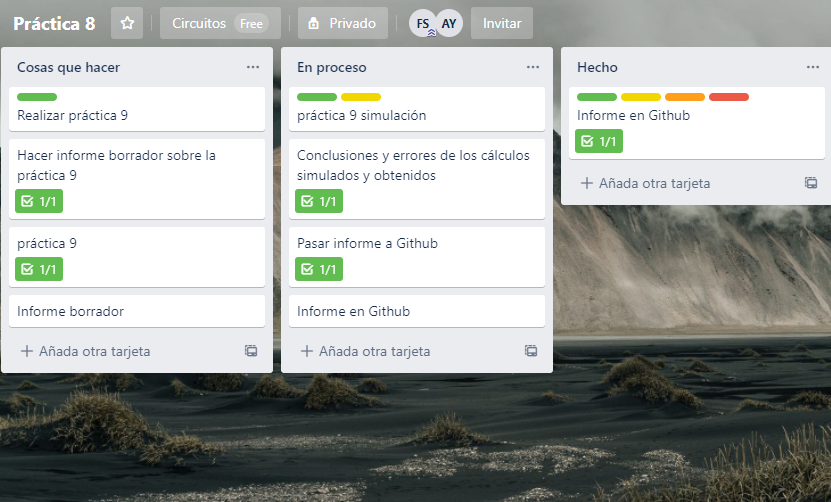 Práctica 8
Circuitos Free
Privado
FS AY
Invitar
Cosas que hacer
Realizar práctica 9
Hacer informe borrador sobre la
práctica 9
1/1
práctica 9
1/1
Informe borrador
Añada otra tarjeta
En proceso
práctica 9 simulación
Conclusiones y errores de los cálculos
simulados y obtenidos
1/1
Pasar informe a Github
1/1
Informe en Github
Añada otra tarjeta
Hecho
Informe en Github
1/1
Añada otra tarjeta